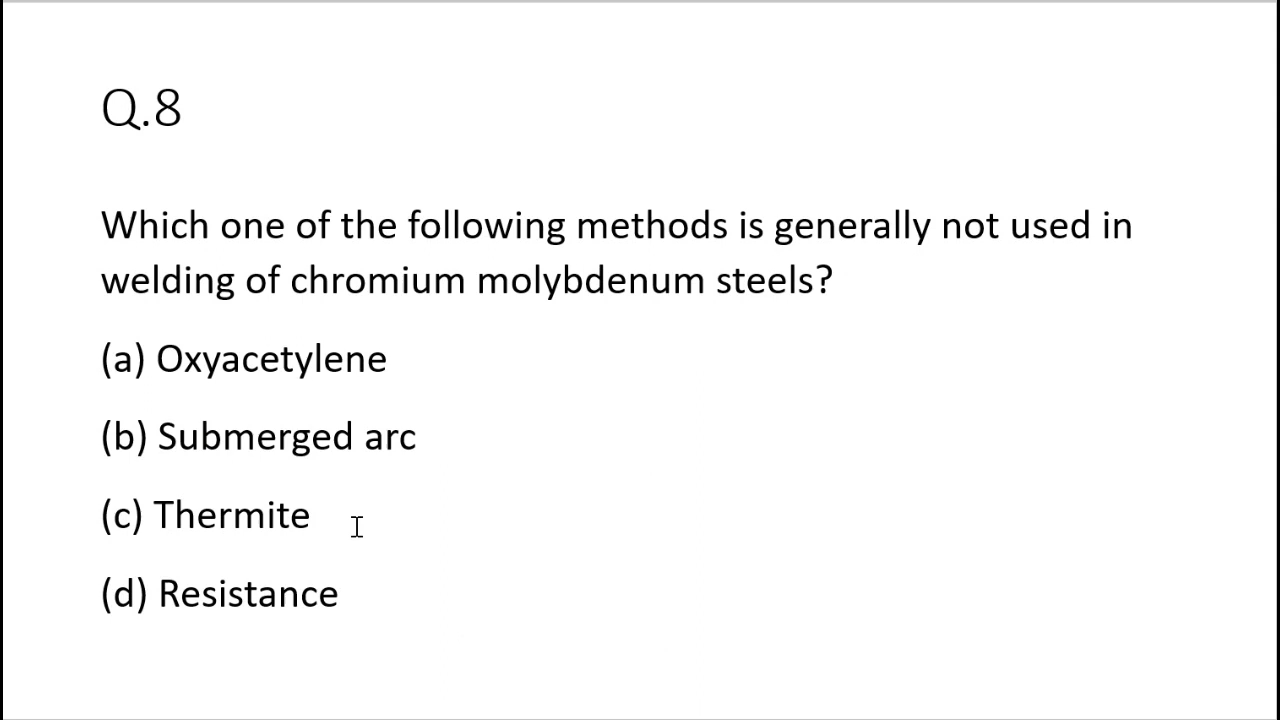 Q.8
Which one of the following methods is generally not used in
welding of chromium molybdenum steels?
(a) Oxyacetylene
(b) Submerged arc
(c) Thermite
(d) Resistance